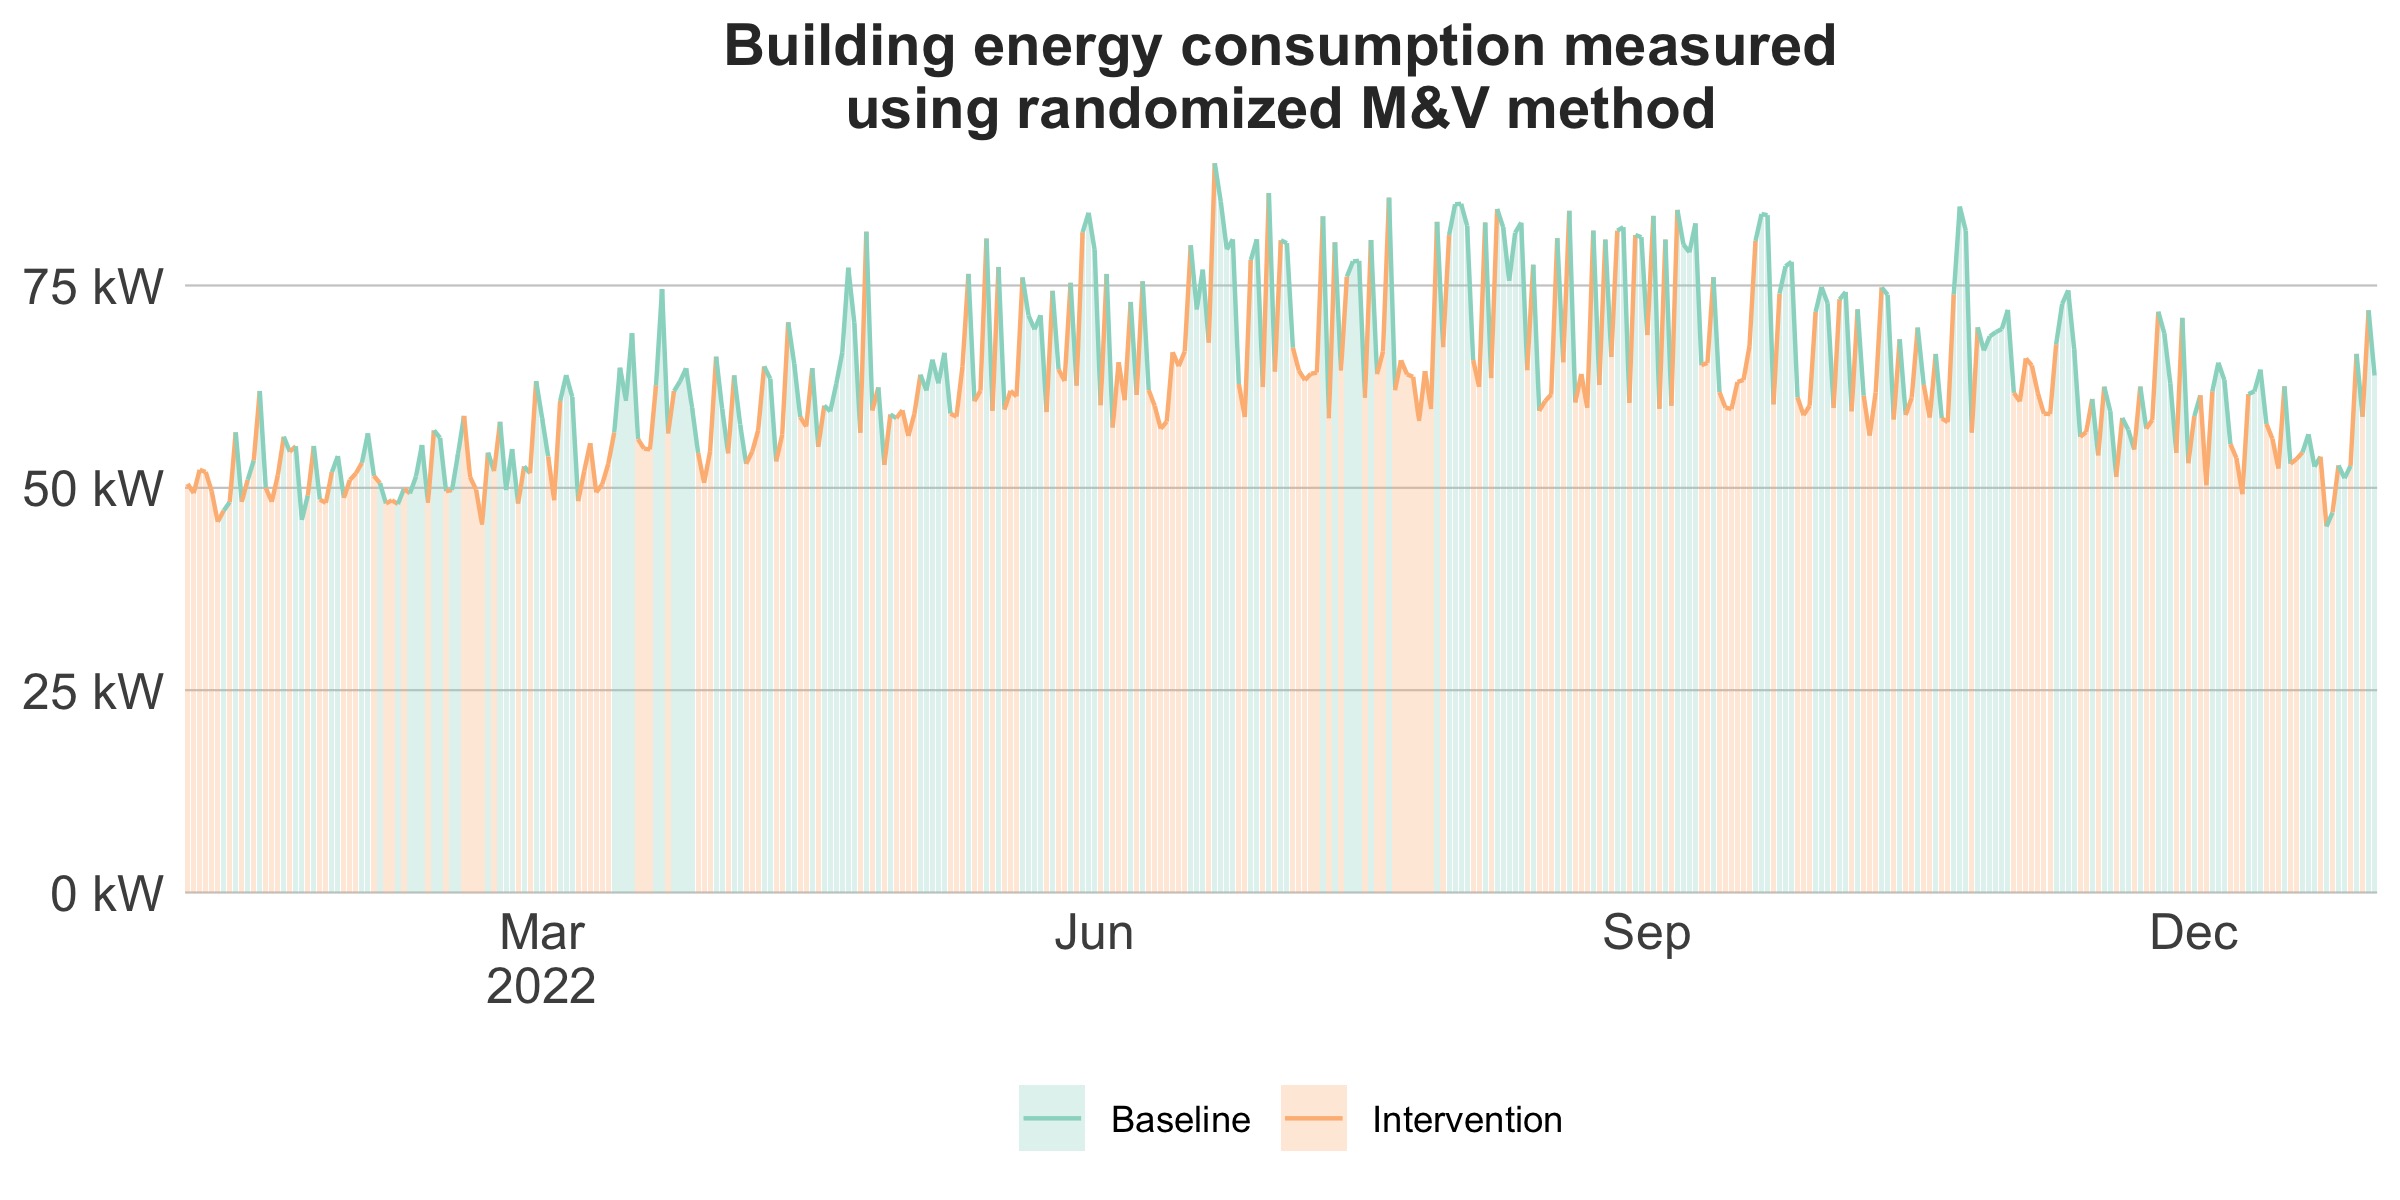 Building energy consumption measured
using randomized M&V method
75 kW
50 kW
25 kW
0 kW
Mar
2022
Jun
Sep
Dec
Baseline
Intervention